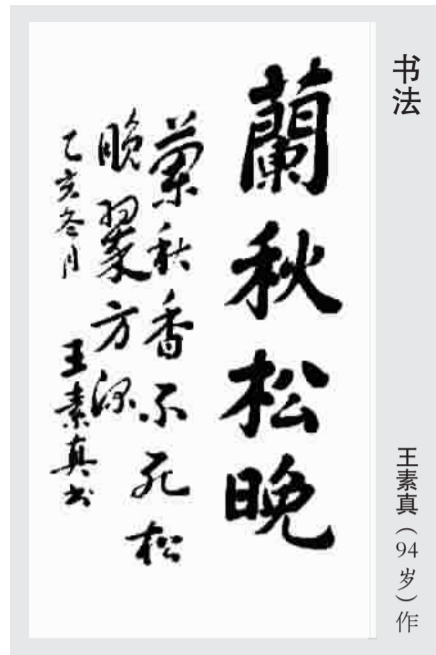 书法
王素真（94岁）作
蘭秋松晚
蘭秋香不死松
晚翠方深
乙亥冬月
王素真书